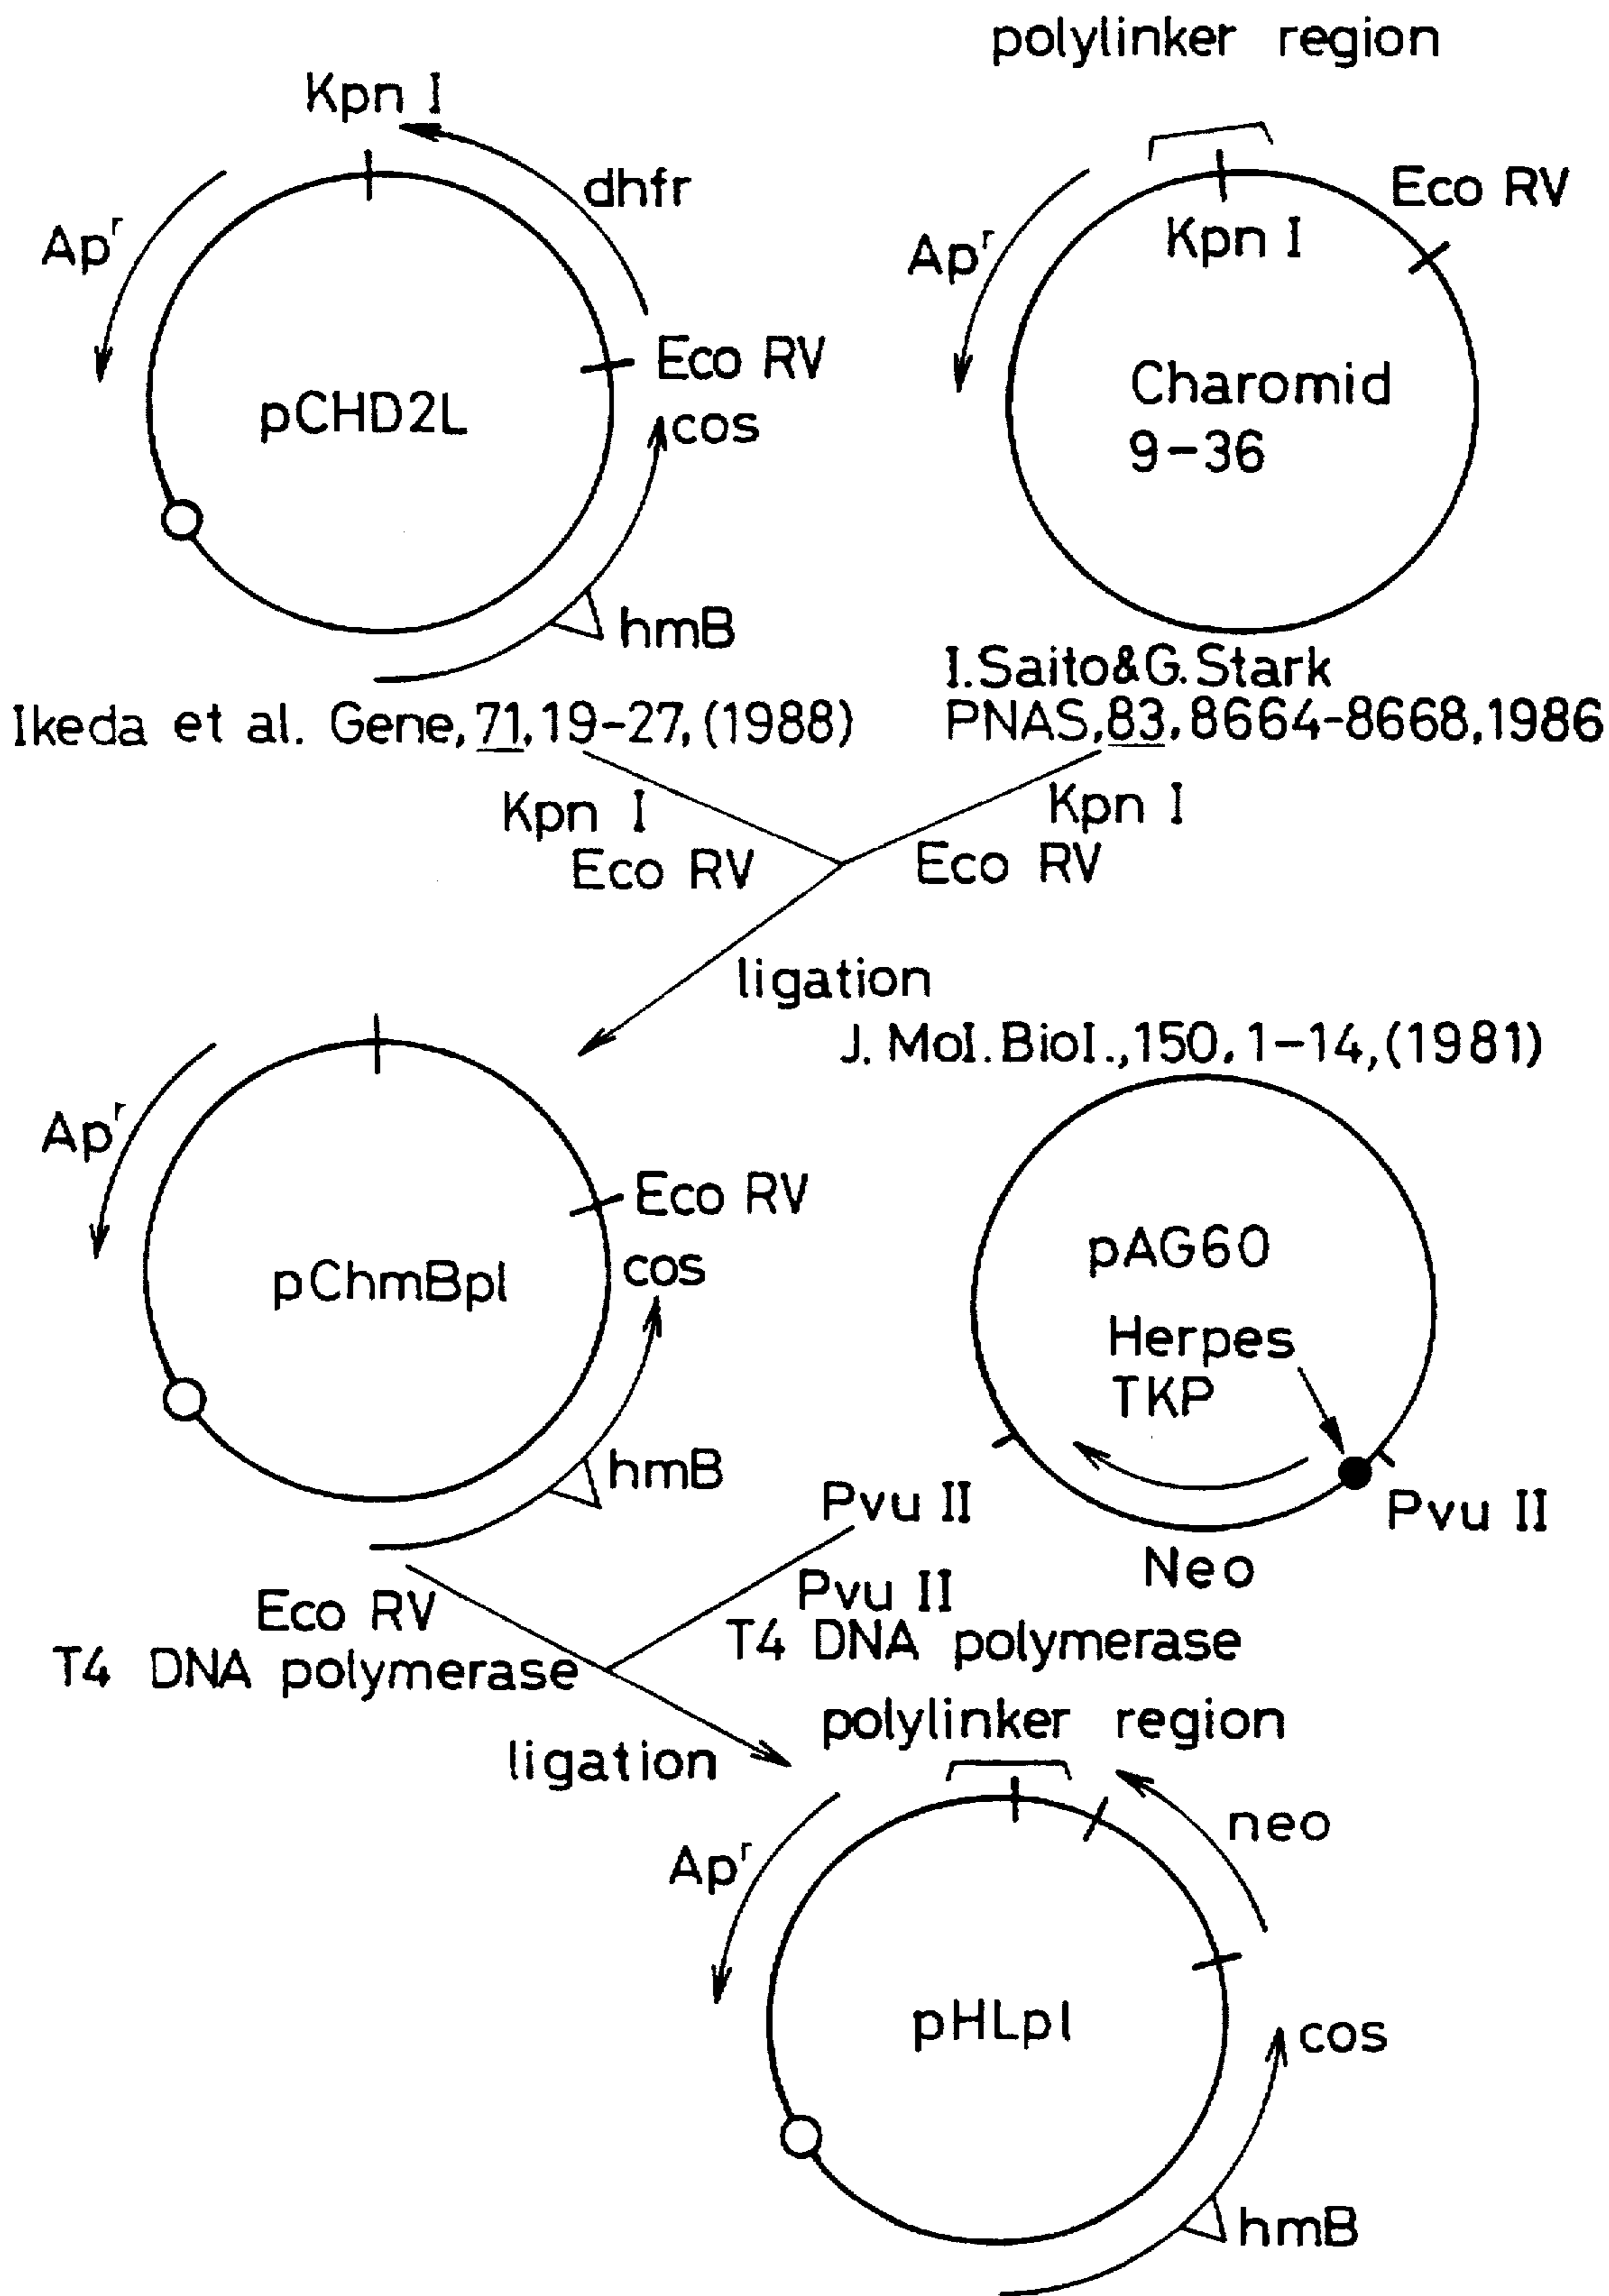 polylinker region
Kpn I
dhfr
Apʳ
Eco RV
cos
pCHD2L
hmB
Ikeda et al. Gene, 71, 19-27, (1988)
Kpn I
Eco RV
Apʳ
Charomid
9-36
I.Saito&G.Stark
PNAS,83,8664-8668,1986
Kpn I
Eco RV
Kpn I
Eco RV
ligation
Apʳ
Eco RV
cos
pChmBpl
hmB
J. Mol. Biol., 150, 1-14, (1981)
pAG60
Herpes
TKP
Pvu II
Pvu II
Neo
Eco RV
T4 DNA polymerase
Pvu II
T4 DNA polymerase
ligation
polylinker region
neo
Apʳ
pHLpl
cos
hmB